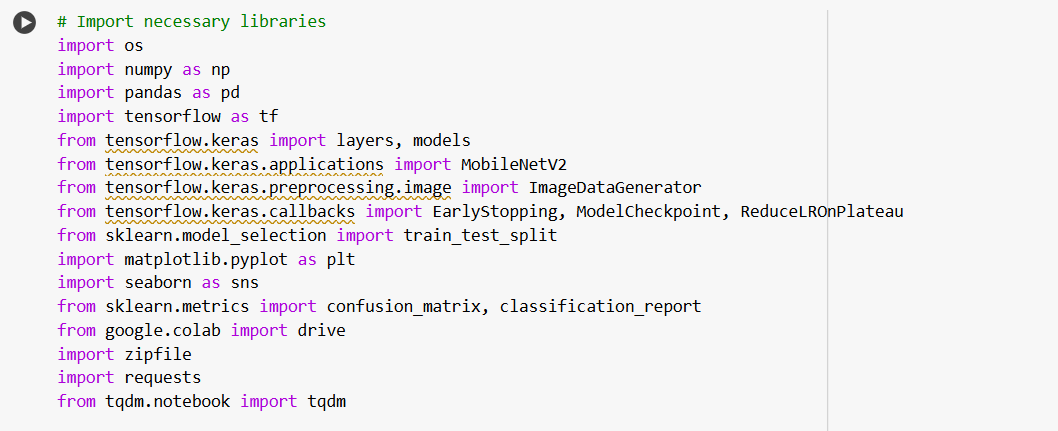 # Import necessary libraries
import os
import numpy as np
import pandas as pd
import tensorflow as tf
from tensorflow.keras import layers, models
from tensorflow.keras.applications import MobileNetV2
from tensorflow.keras.preprocessing.image import ImageDataGenerator
from tensorflow.keras.callbacks import EarlyStopping, ModelCheckpoint, ReduceLROnPlateau
from sklearn.model_selection import train_test_split
import matplotlib.pyplot as plt
import seaborn as sns
from sklearn.metrics import confusion_matrix, classification_report
from google.colab import drive
import zipfile
import requests
from tqdm.notebook import tqdm